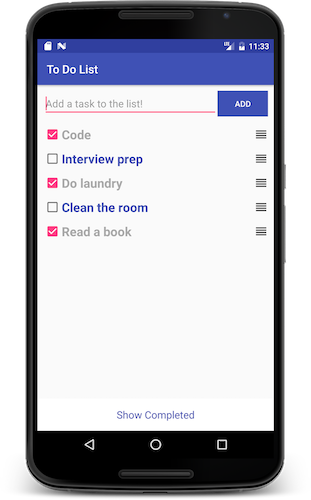 11:33
To Do List
Add a task to the list!
ADD
Code
Interview prep
Do laundry
Clean the room
Read a book
Show Completed